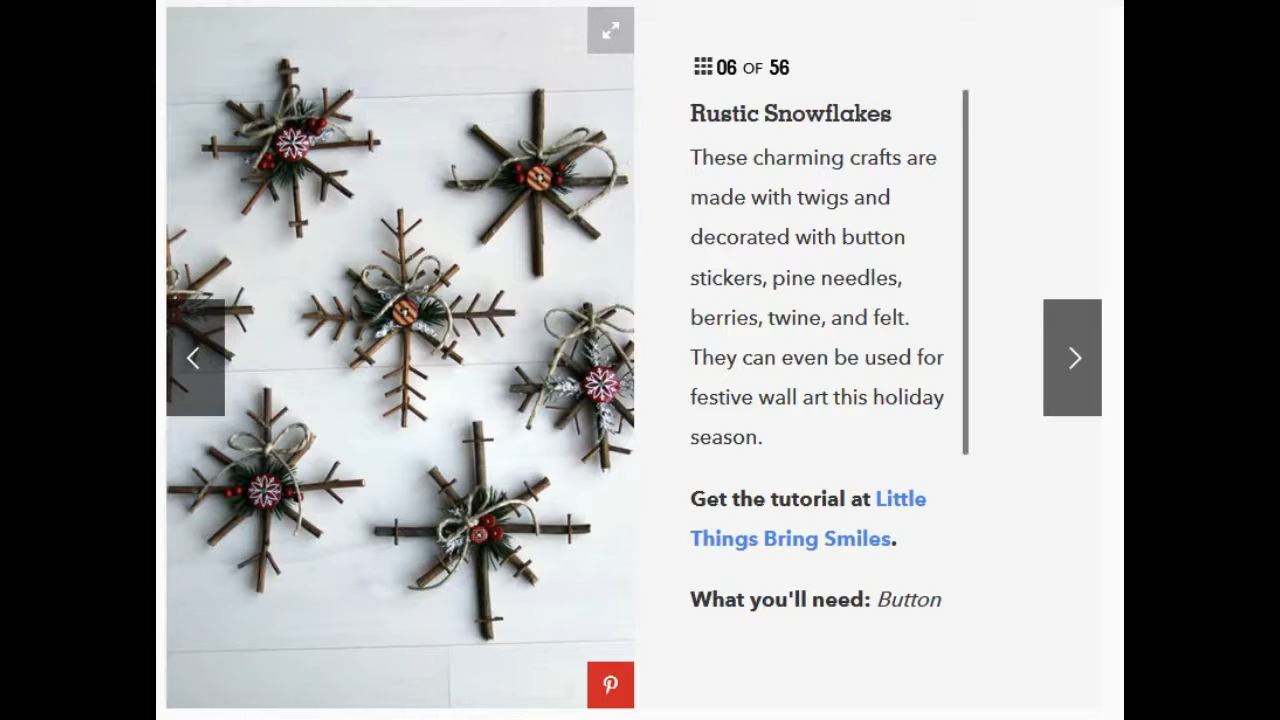 06 OF 56
Rustic Snowflakes
These charming crafts are
made with twigs and
decorated with button
stickers, pine needles,
berries, twine, and felt.
They can even be used for
festive wall art this holiday
season.
Get the tutorial at Little
Things Bring Smiles.
What you'll need: Button